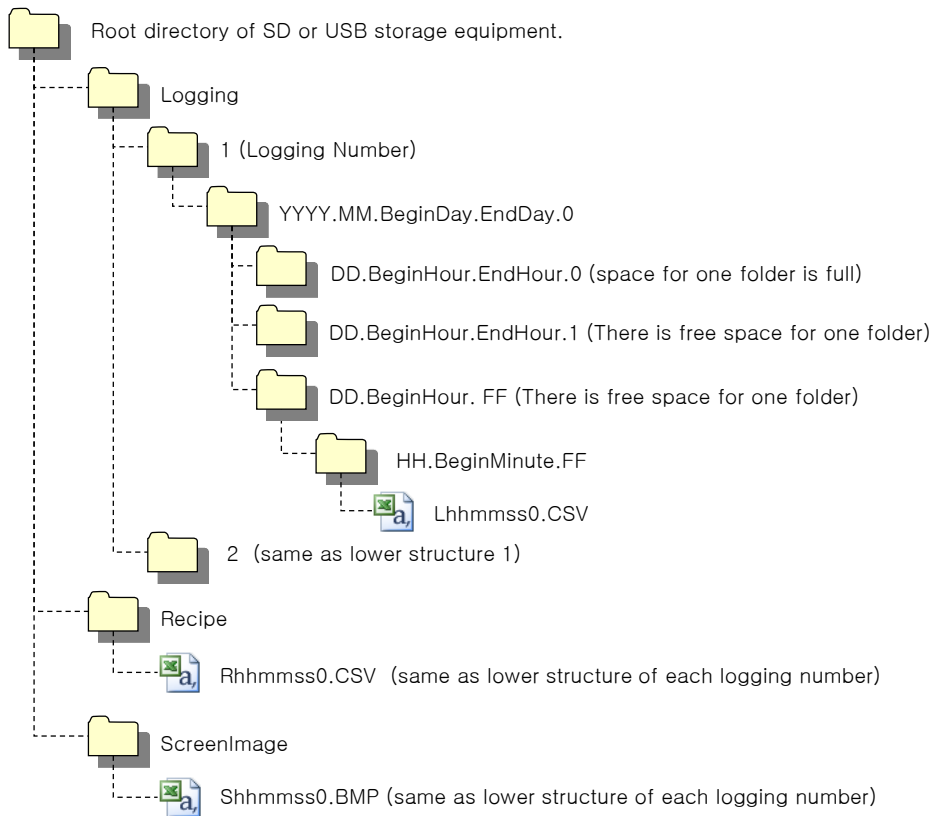 Root directory of SD or USB storage equipment.
Logging
1 (Logging Number)
YYYY.MM.BeginDay.EndDay.0
DD.BeginHour.EndHour.0 (space for one folder is full)
DD.BeginHour.EndHour.1 (There is free space for one folder)
DD.BeginHour. FF (There is free space for one folder)
HH.BeginMinute.FF
a,
Lhhmmss0.CSV
2 (same as lower structure 1)
Recipe
a,
Rhhmmss0.CSV (same as lower structure of each logging number)
ScreenImage
a,
Shhmmss0.BMP (same as lower structure of each logging number)